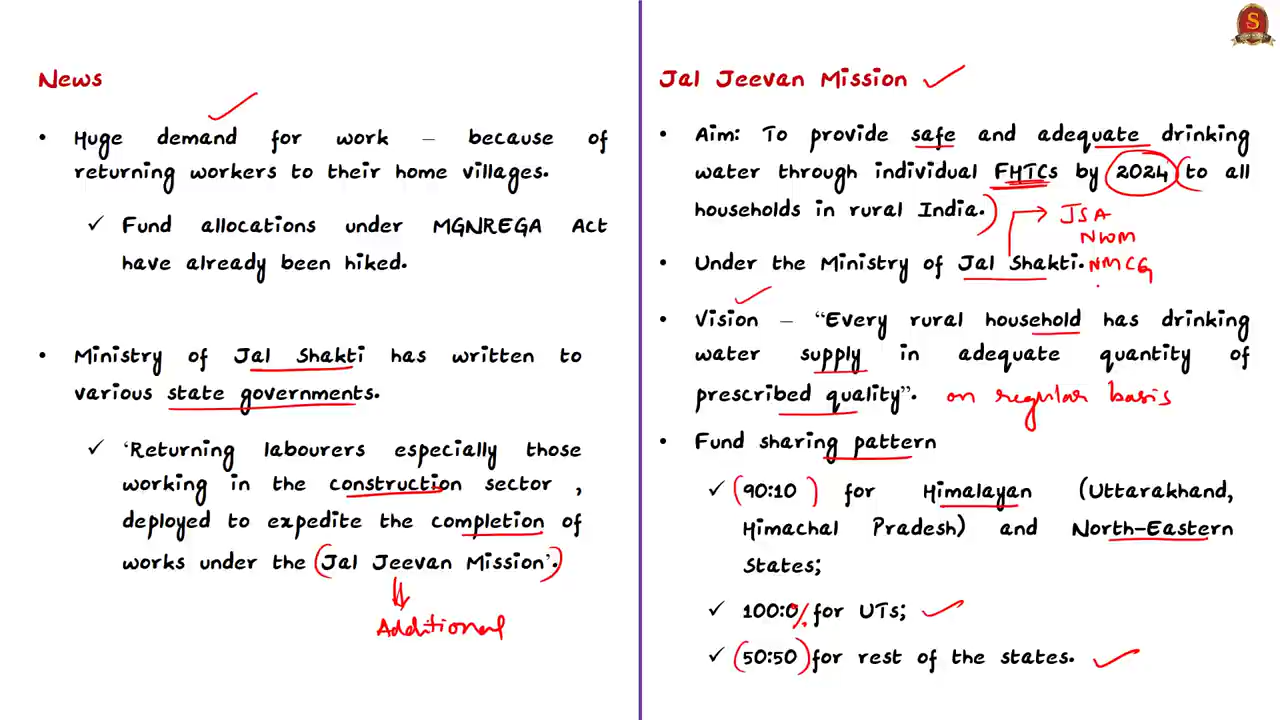 News
• Huge demand for work – because of
returning workers to their home villages.
✓ Fund allocations under MGNREGA Act
have already been hiked.
• Ministry of Jal Shakti has written to
various state governments.
✓ 'Returning labourers especially those
working in the construction sector ,
deployed to expedite the completion of
works under the (Jal Jeevan Mission'.)
Additional
Jal Jeevan Mission
• Aim: To provide safe and adequate drinking
water through individual FHTCs by 2024 (to all
households in rural India.)
JSA
NWM
• Under the Ministry of Jal Shakti. NMCG
• Vision – “Every rural household has drinking
water supply in adequate quantity of
prescribed quality”. on regular basis
• Fund sharing pattern
✓ (90:10) for Himalayan (Uttarakhand,
Himachal Pradesh) and North-Eastern
States;
✓ 100:0% for UTs;
✓ (50:50) for rest of the states.
S